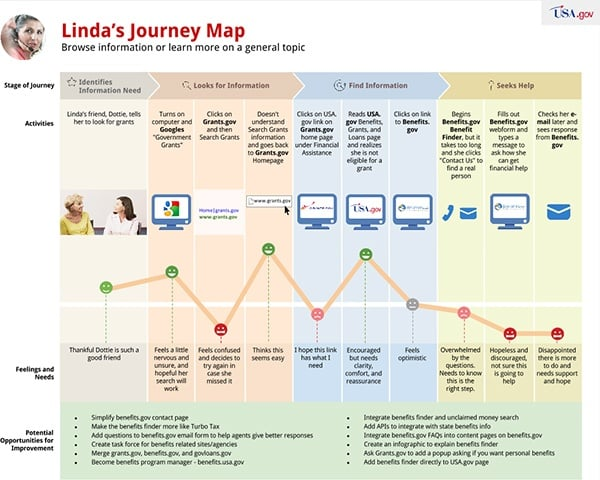 Linda's Journey Map
Browse information or learn more on a general topic
USA.gov
Stage of Journey
Identifies
Information Need
Looks for Information
Find Information
Seeks Help
Activities
Linda's friend, Dottie, tells
her to look for grants
Turns on
computer and
Googles
"Government
Grants"
Clicks on
Grants.gov
and then
Search Grants
Doesn't
understand
Search Grants
information and
goes back to
Grants.gov
Homepage
Clicks on USA.
gov link on
Grants.gov
home page
under Financial
Assistance
Reads USA.
gov Benefits,
Grants, and
Loans page
and realizes
she is not
eligible for a
grant
Clicks on link
to Benefits.
gov
Begins
Benefits.gov
Benefit
Finder, but it
takes too long
and she clicks
"Contact Us" to
find a real
person
Fills out
Benefits.gov
webform and
types a
message to ask
how she can
get financial
help
Checks her e-
mail later and
sees response
from Benefits.
gov
Home|grants.gov
www.grants.gov
www.grants.gov
USA.gov
Feelings and
Needs
Thankful Dottie is such a
good friend
Feels a little
nervous and
unsure, and
hopeful her
search will
work
Feels confused
and decides to
try again in
case she
missed it
Thinks this
seems easy
I hope this link
has what I
need
Encouraged
but needs
clarity,
comfort, and
reassurance
Feels
optimistic
Overwhelmed
by the
questions.
Needs to know
this is the right
step.
Hopeless and
discouraged,
not sure this
is going to
help
Disappointed
there is more
to do and
needs support
and hope
Potential
Opportunities for
Improvement
• Simplify benefits.gov contact page
• Make the benefits finder more like Turbo Tax
• Add questions to benefits.gov email form to help agents give better responses
• Create task force for benefits related sites/agencies
• Merge grants.gov, benefits.gov, and govloans.gov
• Become benefits program manager - benefits.usa.gov
• Integrate benefits finder and unclaimed money search
• Add APIs to integrate with state benefits info
• Integrate benefits.gov FAQs into content pages on benefits.gov
• Create an infographic to explain benefits finder
• Ask Grants.gov to add a popup asking if you want personal benefits
• Add benefits finder directly to USA.gov page